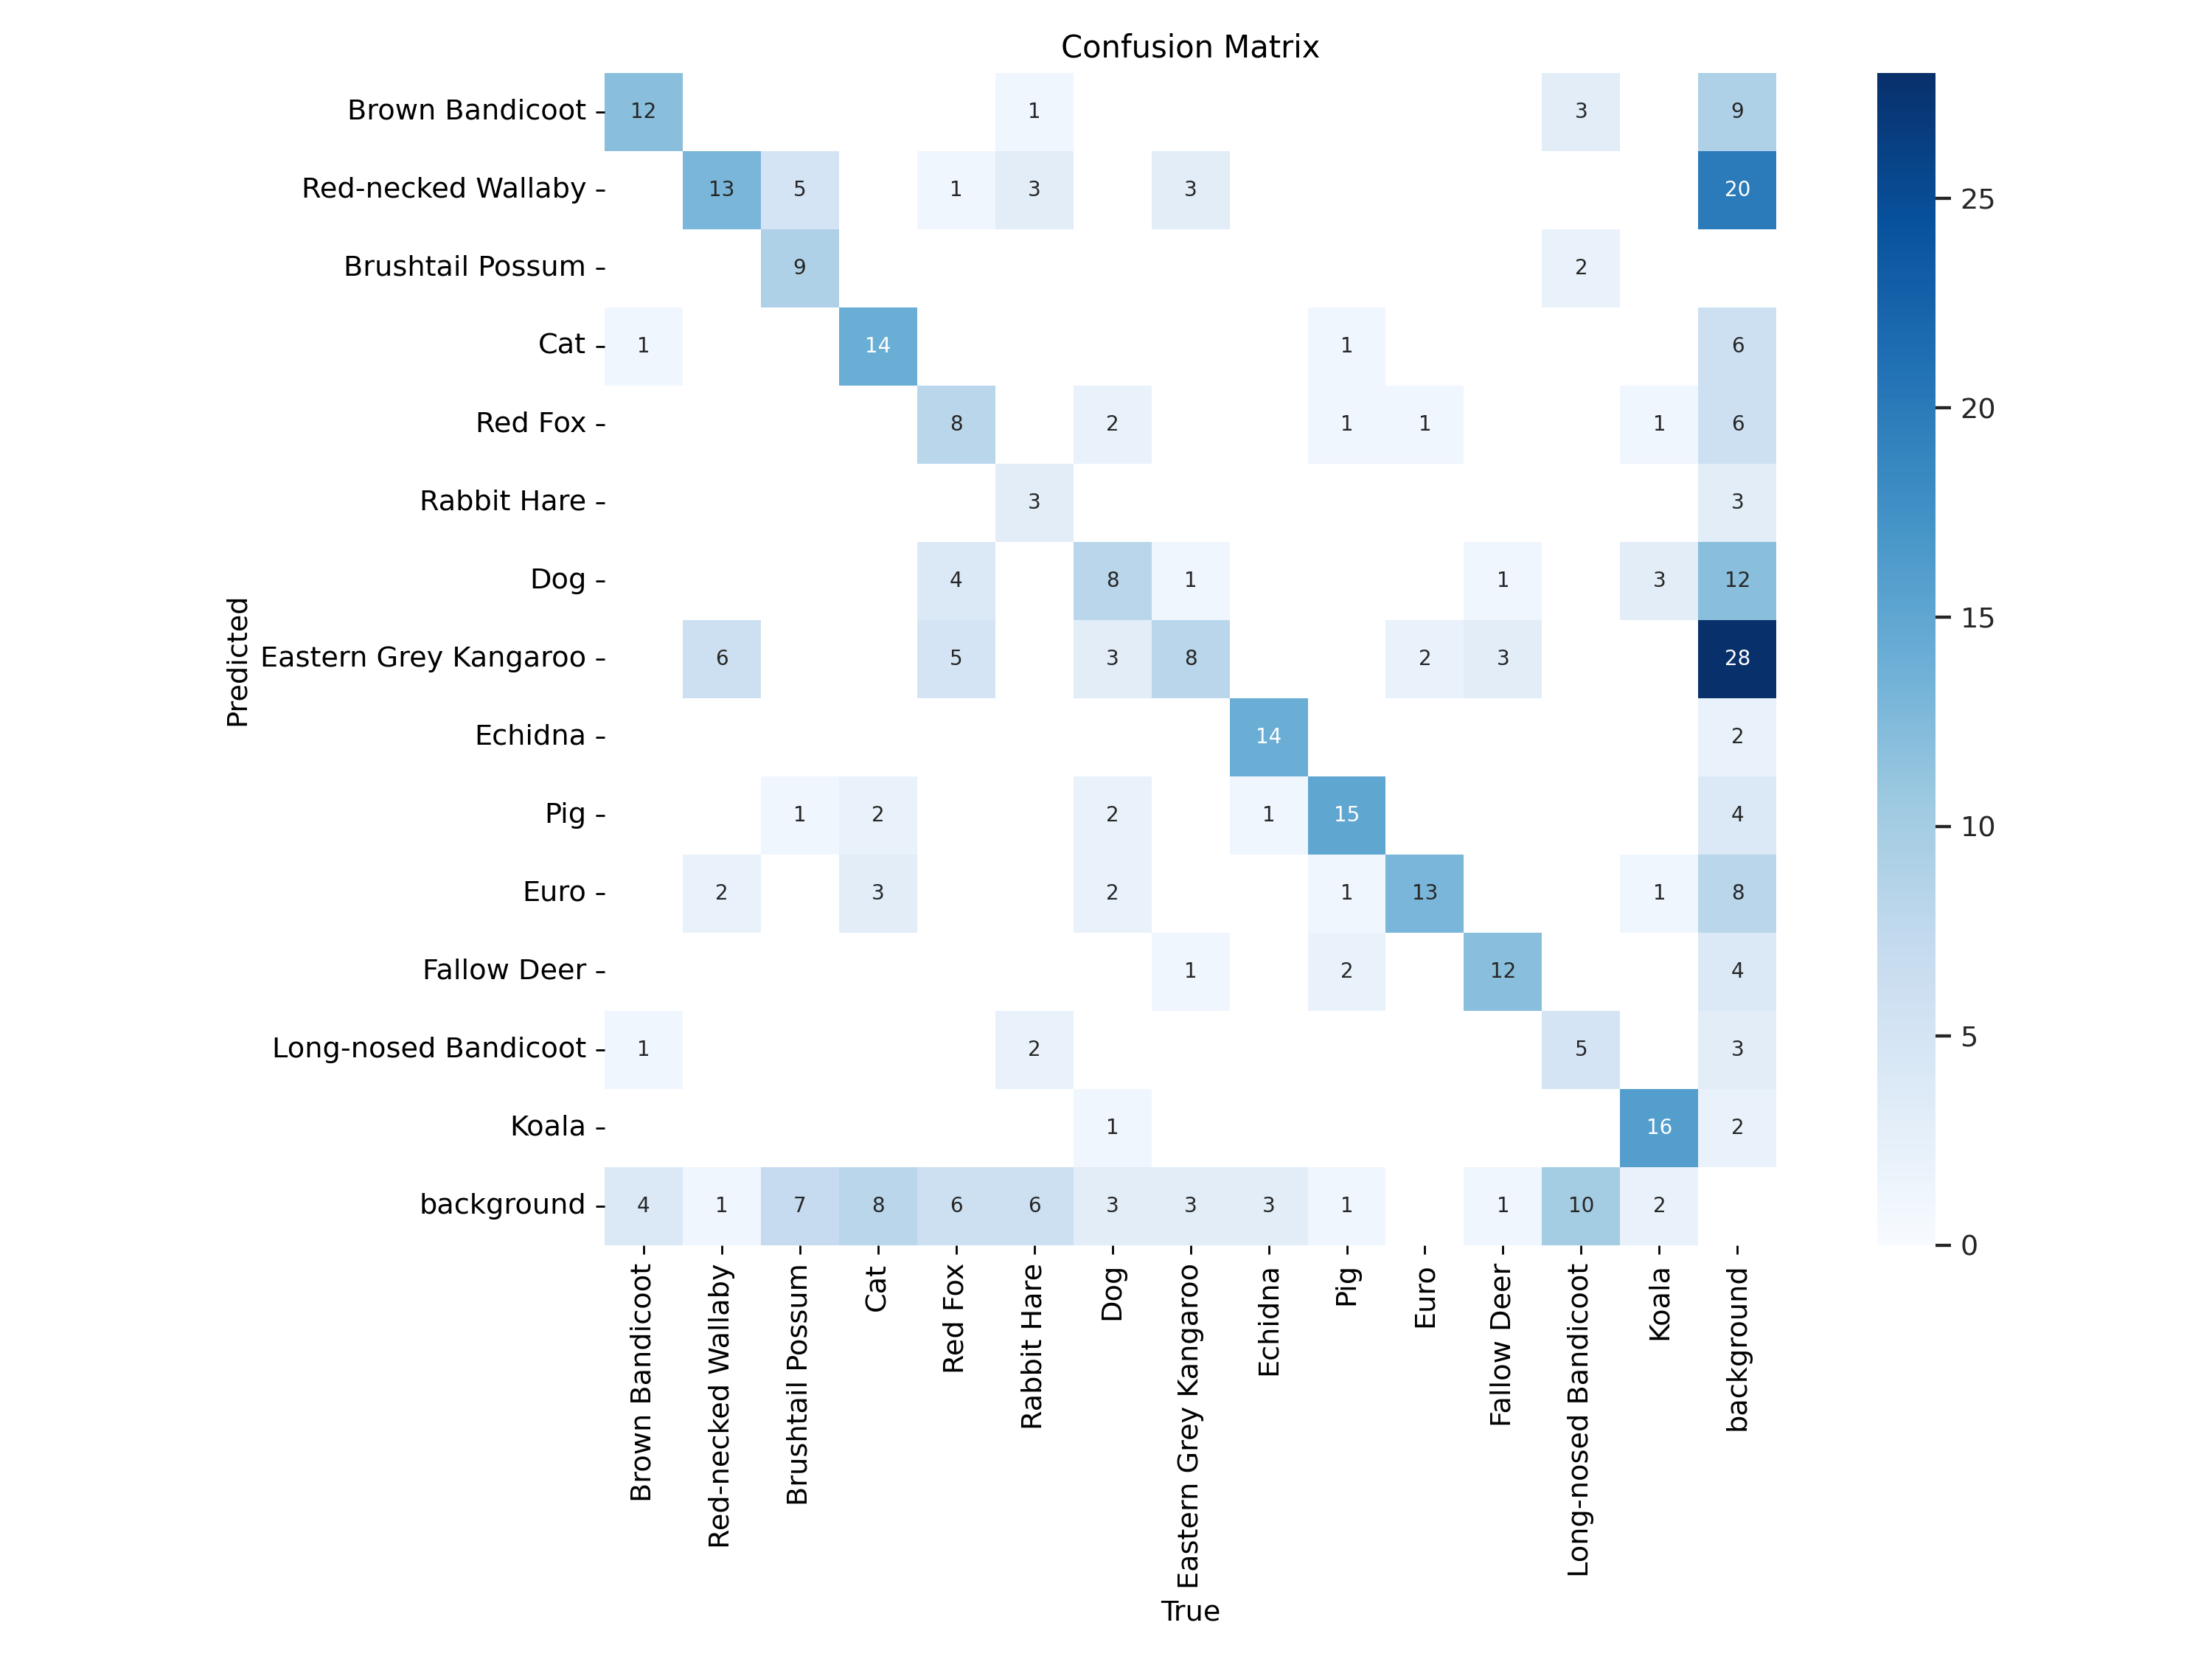 Confusion Matrix
Predicted
Brown Bandicoot 12 1 3 9
Red-necked Wallaby 13 5 1 3 3 20
Brushtail Possum 9 2
Cat 1 14 1 6
Red Fox 8 2 1 1 1 6
Rabbit Hare 3 3
Dog 4 8 1 1 3 12
Eastern Grey Kangaroo 6 5 3 8 2 3 28
Echidna 14 2
Pig 1 2 2 1 15 4
Euro 2 3 2 1 13 1 8
Fallow Deer 1 2 12 4
Long-nosed Bandicoot 1 2 5 3
Koala 1 16 2
background 4 1 7 8 6 6 3 3 3 1 1 10 2
Brown Bandicoot
Red-necked Wallaby
Brushtail Possum
Cat
Red Fox
Rabbit Hare
Dog
Eastern Grey Kangaroo
Echidna
Pig
Euro
Fallow Deer
Long-nosed Bandicoot
Koala
background
True
25
20
15
10
5
0